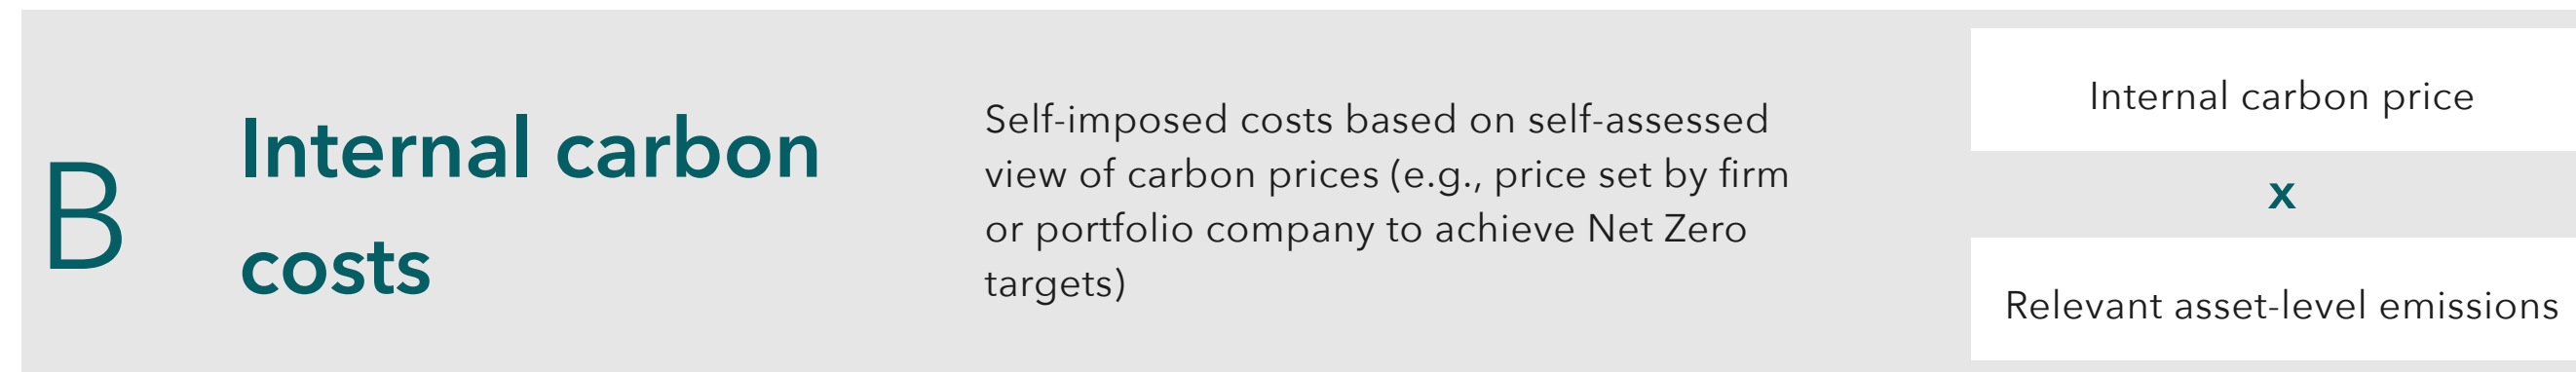 B
Internal carbon
costs
Self-imposed costs based on self-assessed
view of carbon prices (e.g., price set by firm
or portfolio company to achieve Net Zero
targets)
Internal carbon price
x
Relevant asset-level emissions